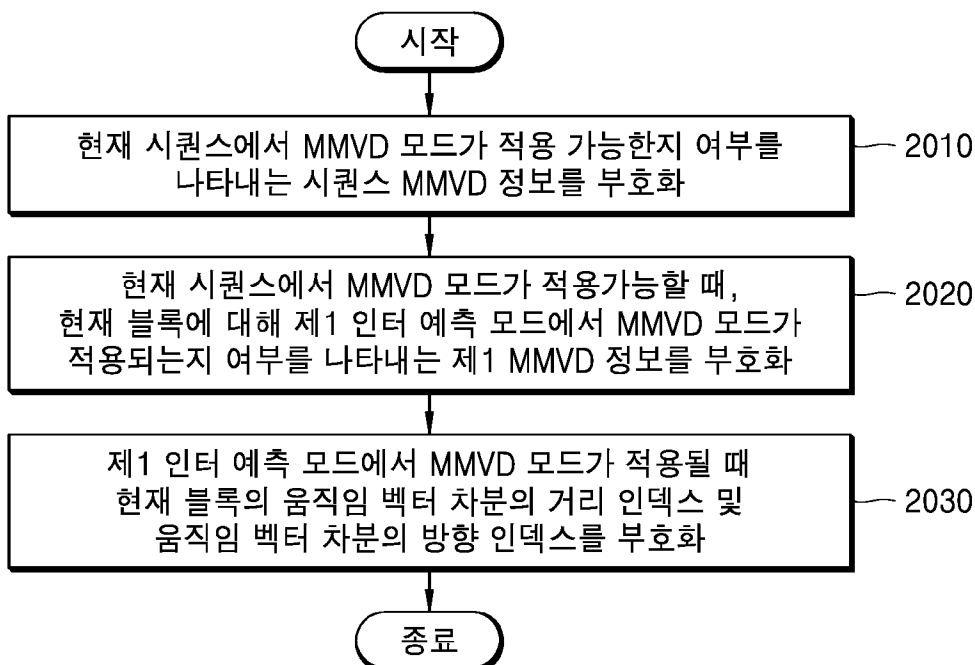 시작
현재 시퀀스에서 MMVD 모드가 적용 가능한지 여부를
나타내는 시퀀스 MMVD 정보를 부호화
2010
현재 시퀀스에서 MMVD 모드가 적용가능할 때,
현재 블록에 대해 제1 인터 예측 모드에서 MMVD 모드가
적용되는지 여부를 나타내는 제1 MMVD 정보를 부호화
2020
제1 인터 예측 모드에서 MMVD 모드가 적용될 때
현재 블록의 움직임 벡터 차분의 거리 인덱스 및
움직임 벡터 차분의 방향 인덱스를 부호화
2030
종료